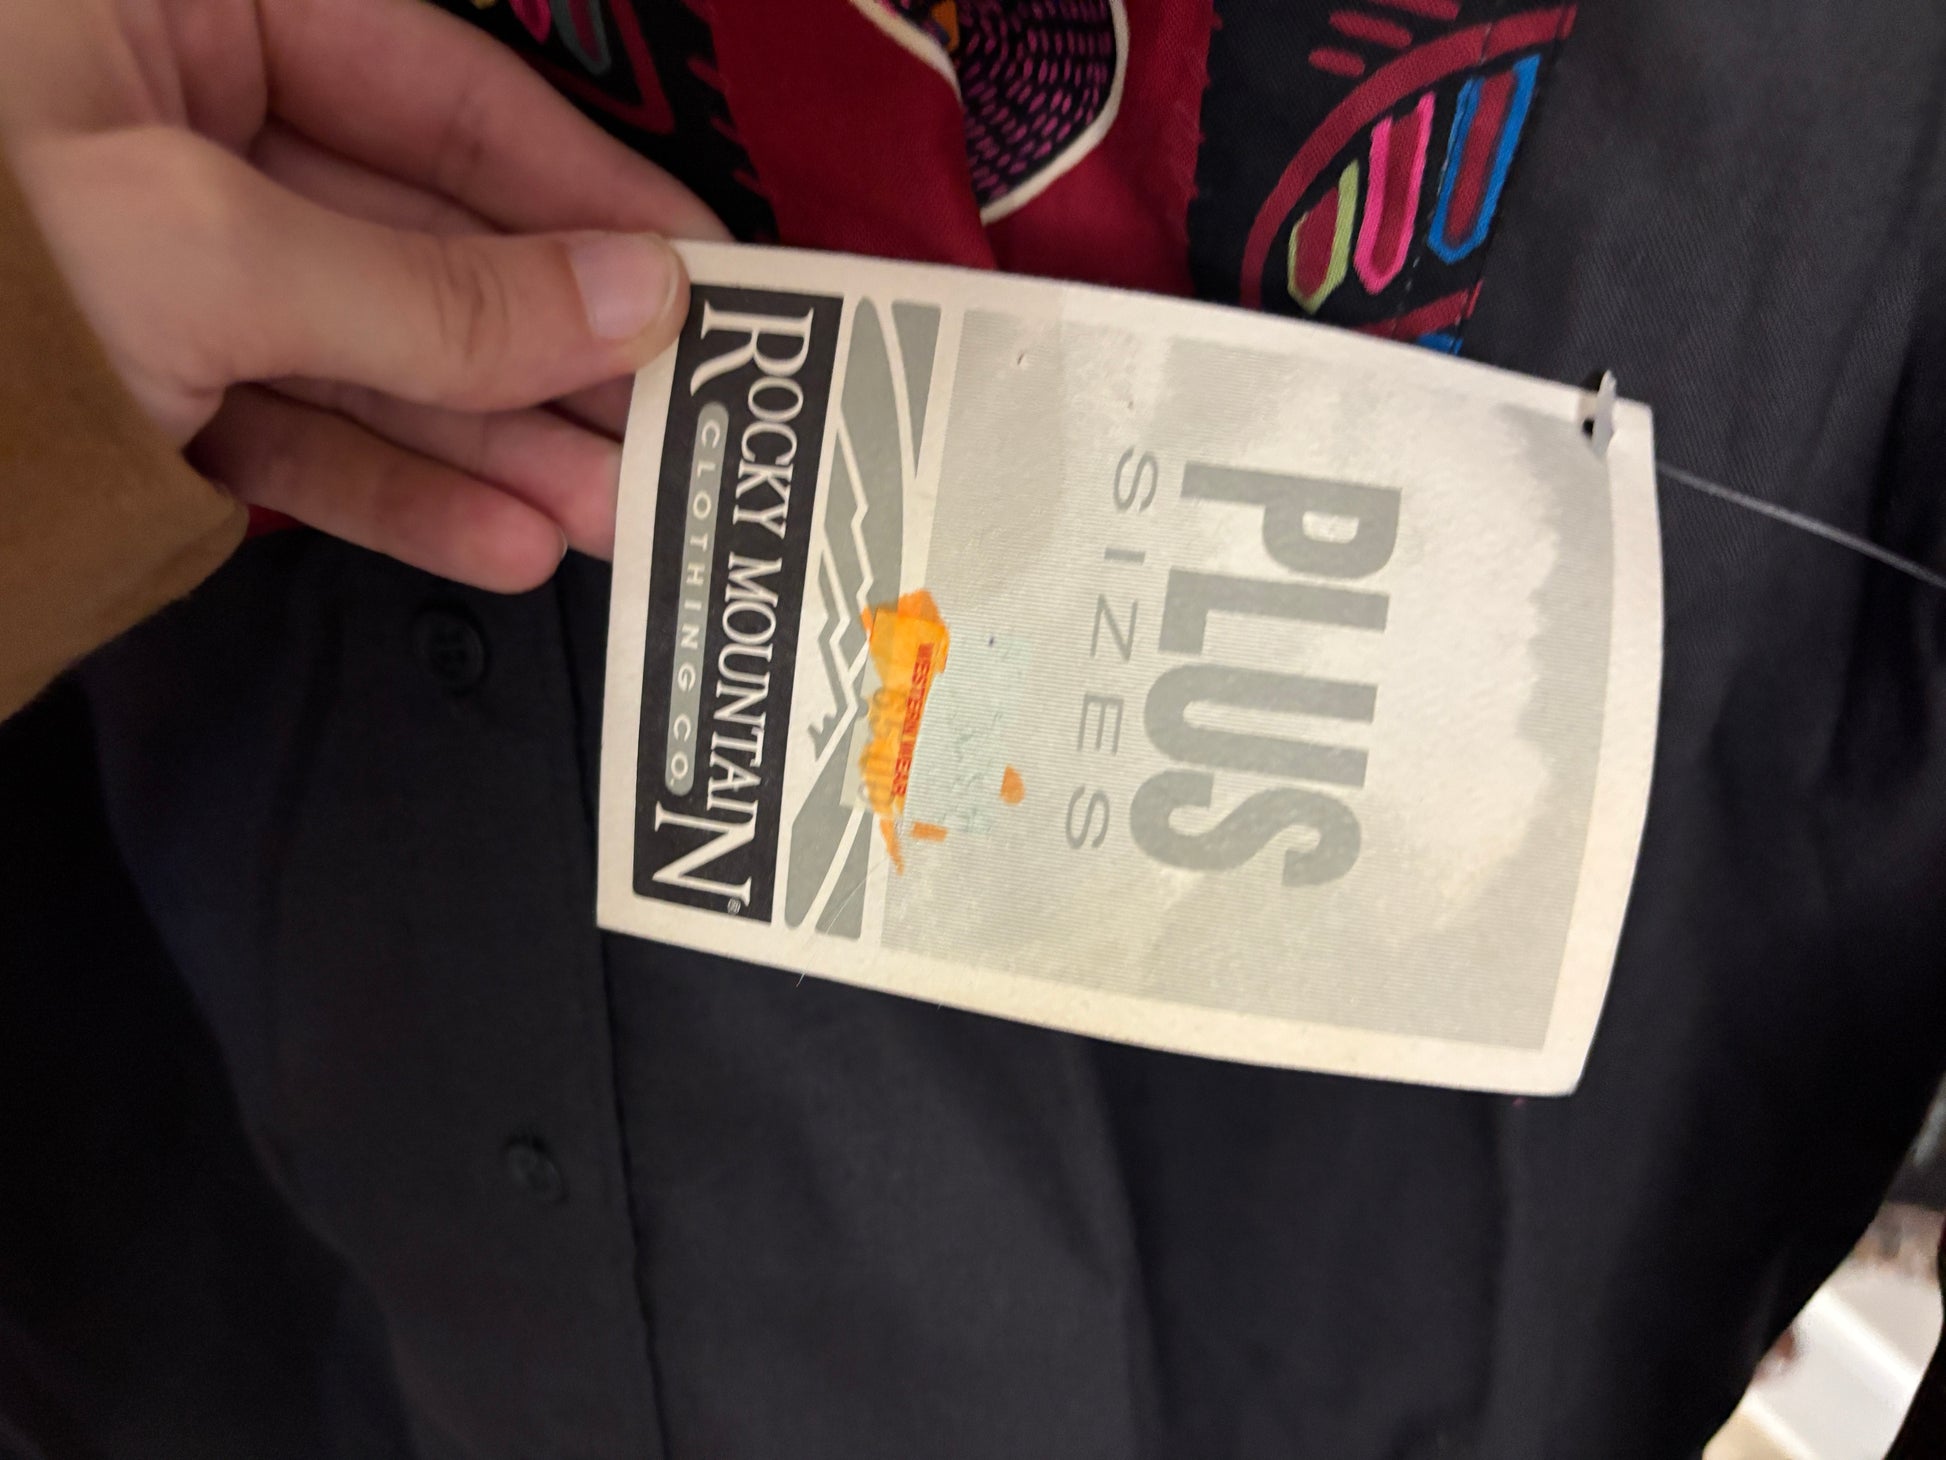 PLUS
SIZES
WESTERN WEAR
ROCKY MOUNTAIN
CLOTHING CO.
®